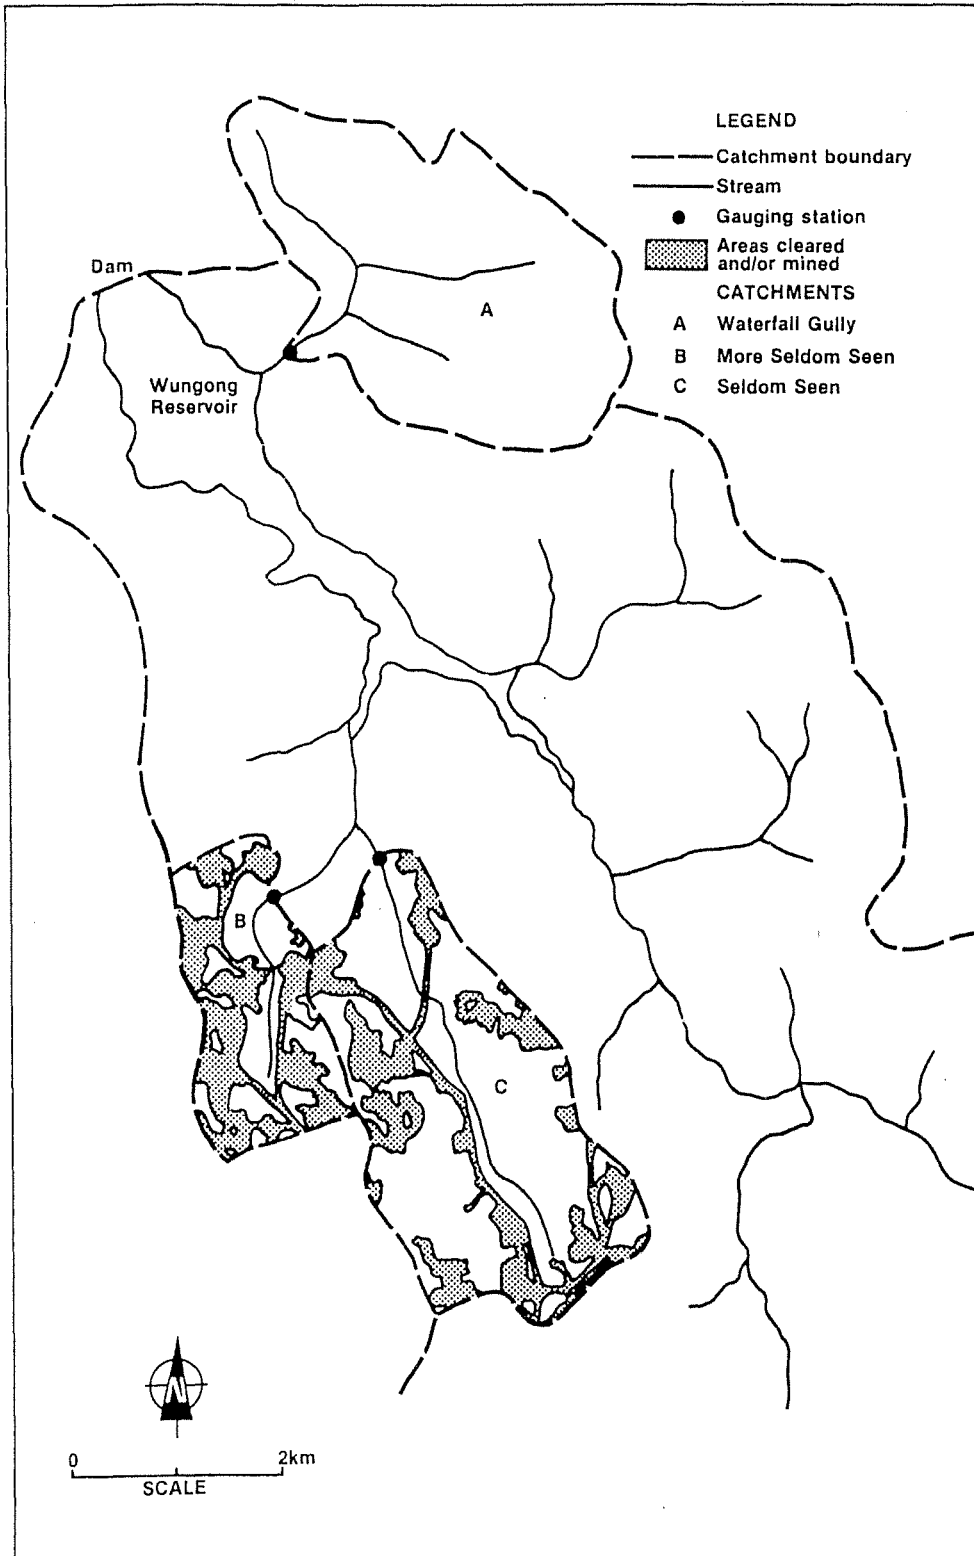 LEGEND
Catchment boundary
Stream
Gauging station
Areas cleared
and/or mined
CATCHMENTS
A Waterfall Gully
B More Seldom Seen
C Seldom Seen
Dam
A
Wungong
Reservoir
B
C
N
0 2km
SCALE